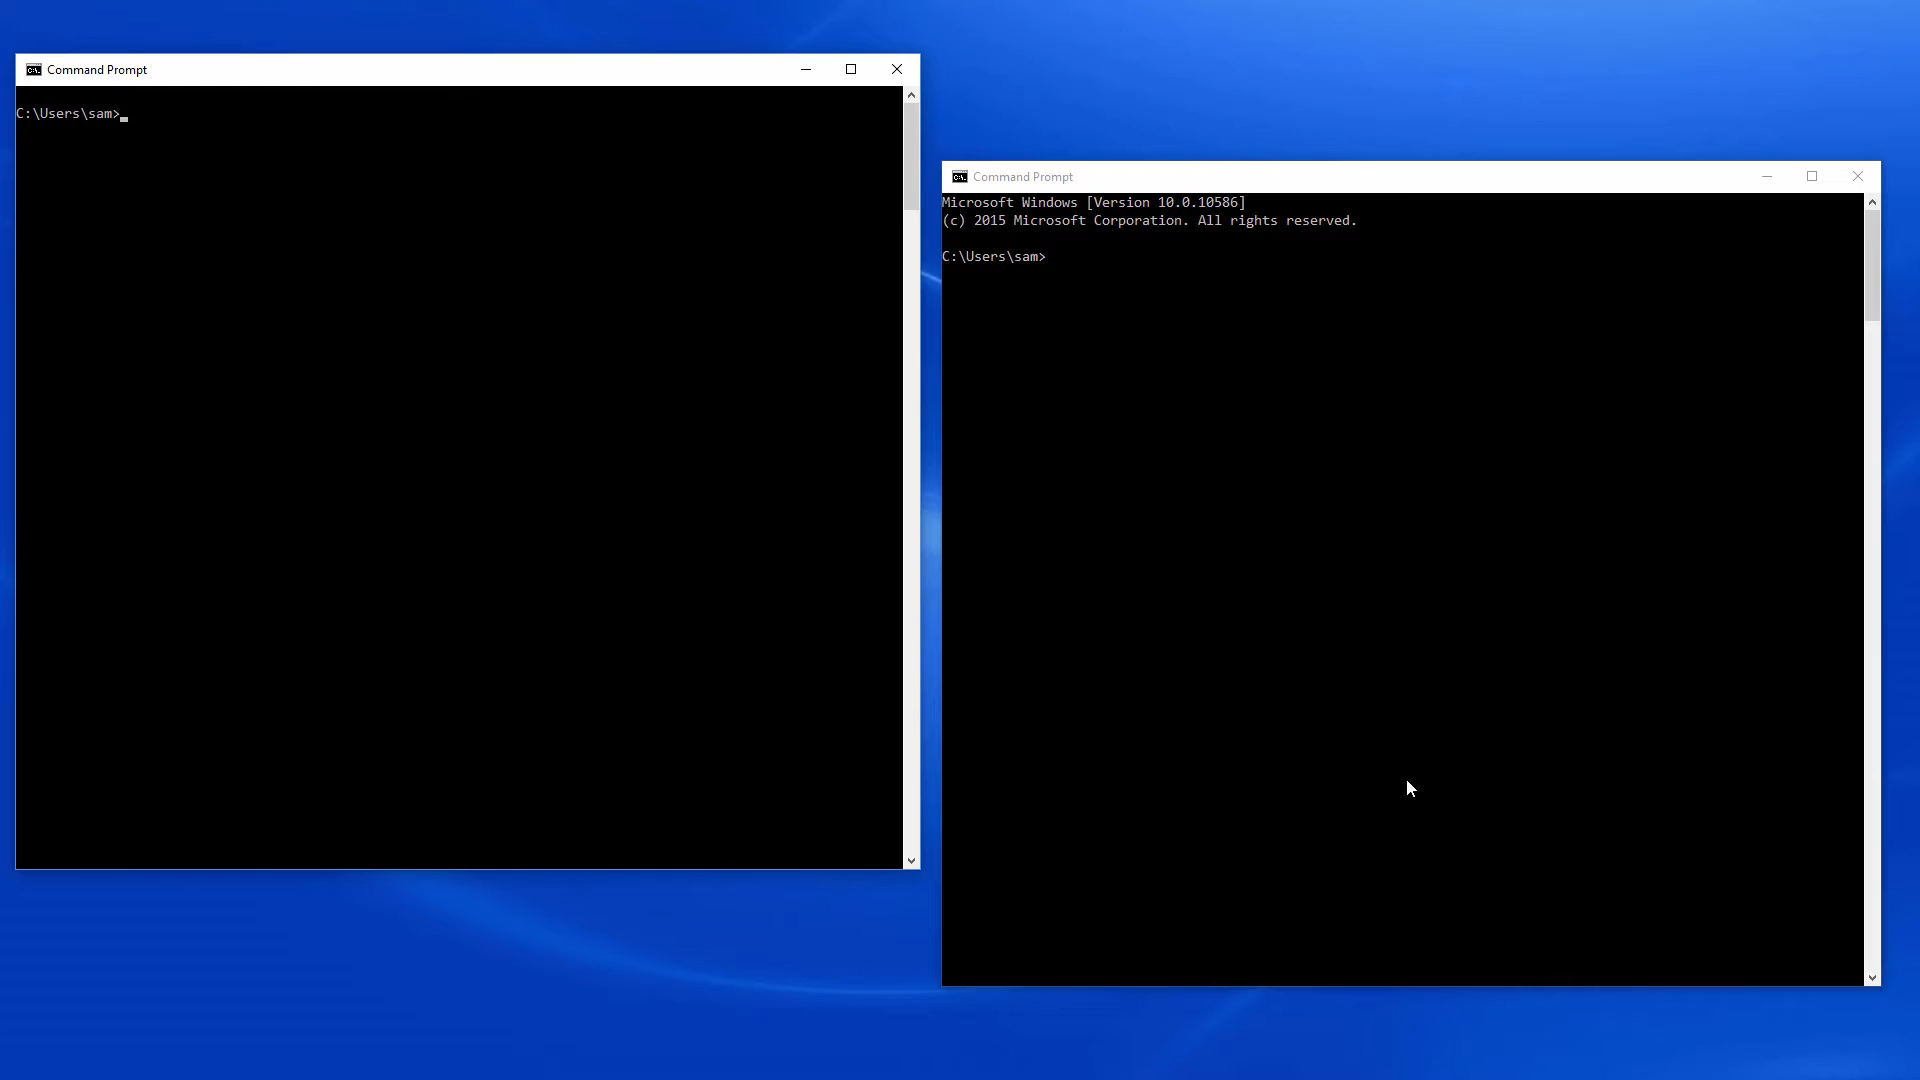 Command Prompt
C:\Users\sam>
Command Prompt
Microsoft Windows [Version 10.0.10586]
(c) 2015 Microsoft Corporation. All rights reserved.
C:\Users\sam>